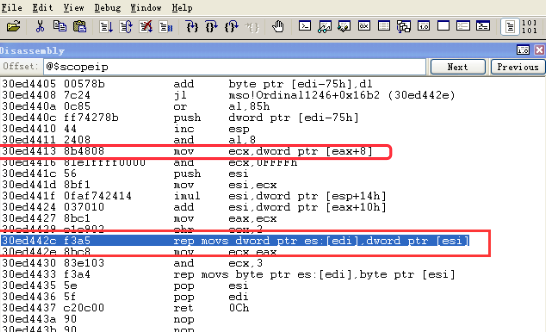 File Edit View Debug Window Help
Disassembly
Offset: @$scopeip Next Previous
30ed4405 00578b add byte ptr [edi-75h],dl
30ed4408 7c24 jl mso!Ordinal1246+0x16b2 (30ed442e)
30ed440a 0c85 or al,85h
30ed440c ff74278b push dword ptr [edi-75h]
30ed4410 44 inc esp
30ed4411 2408 and al,8
30ed4413 8b4808 mov ecx,dword ptr [eax+8]
30ed4416 81e1ffff0000 and ecx,0FFFFh
30ed441c 56 push esi
30ed441d 8bf1 mov esi,ecx
30ed441f 0faf742414 imul esi,dword ptr [esp+14h]
30ed4424 037010 add esi,dword ptr [eax+10h]
30ed4427 8bc1 mov eax,ecx
30ed4429 c1e902 shr ecx,2
30ed442c f3a5 rep movs dword ptr es:[edi],dword ptr [esi]
30ed442e 8bc8 mov ecx,eax
30ed4430 83e103 and ecx,3
30ed4433 f3a4 rep movs byte ptr es:[edi],byte ptr [esi]
30ed4435 5e pop esi
30ed4436 5f pop edi
30ed4437 c20c00 ret 0Ch
30ed443a 90 nop
30ed443b 90 nop